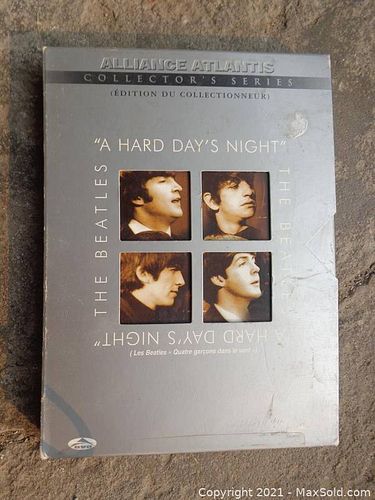 ALLIANCE ATLANTIS
COLLECTOR'S SERIES
(ÉDITION DU COLLECTIONNEUR)
"A HARD DAY'S NIGHT"
THE BEATLES
THE BEATLES
"A HARD DAY'S NIGHT"
(Les Beatles - Quatre garçons dans le vent -)
DVD
Copyright 2021 - MaxSold.com